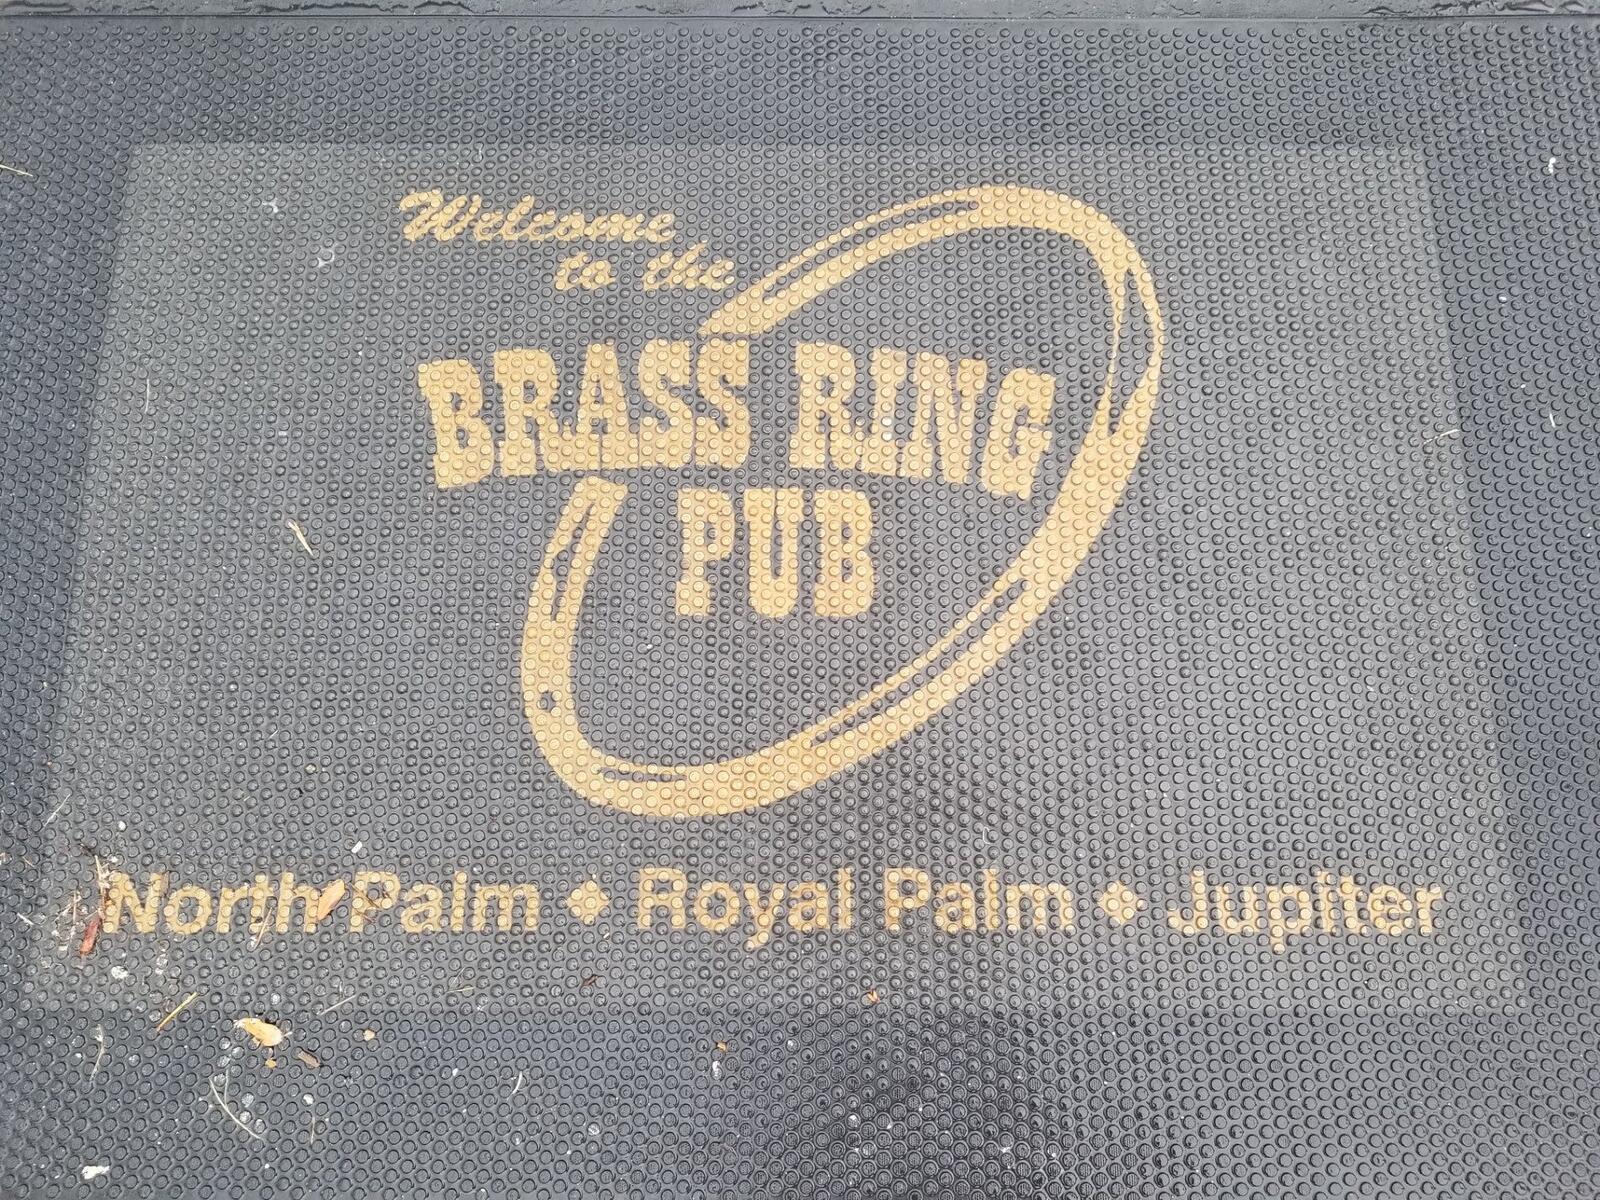 Welcome
to the
BRASS RING
PUB
North Palm ◆ Royal Palm ◆ Jupiter